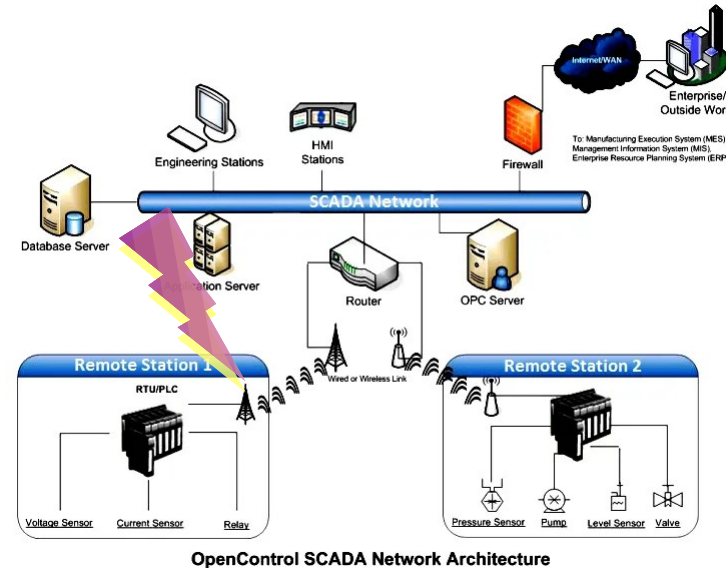 Internet/WAN
Enterprise/
Outside Wor
To: Manufacturing Execution System (MES)
Management Information System (MIS),
Enterprise Resource Planning System (ERP
Engineering Stations
HMI
Stations
Firewall
SCADA Network
Database Server
Application Server
Router
OPC Server
Remote Station 1
Wired or Wireless Link
Remote Station 2
RTU/PLC
Voltage Sensor
Current Sensor
Relay
Pressure Sensor
Pump
Level Sensor
Valve
OpenControl SCADA Network Architecture